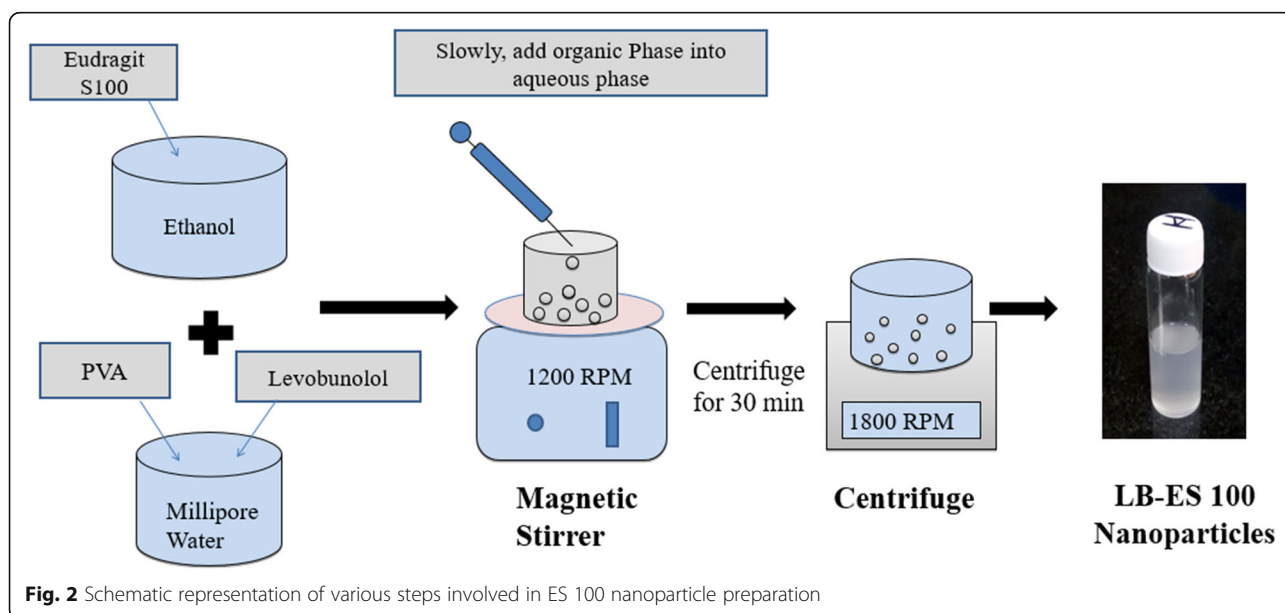 Eudragit
S100
Ethanol
PVA
Levobunolol
Millipore
Water
Slowly, add organic Phase into
aqueous phase
1200 RPM
Magnetic
Stirrer
Centrifuge
for 30 min
1800 RPM
Centrifuge
LB-ES 100
Nanoparticles
Fig. 2 Schematic representation of various steps involved in ES 100 nanoparticle preparation